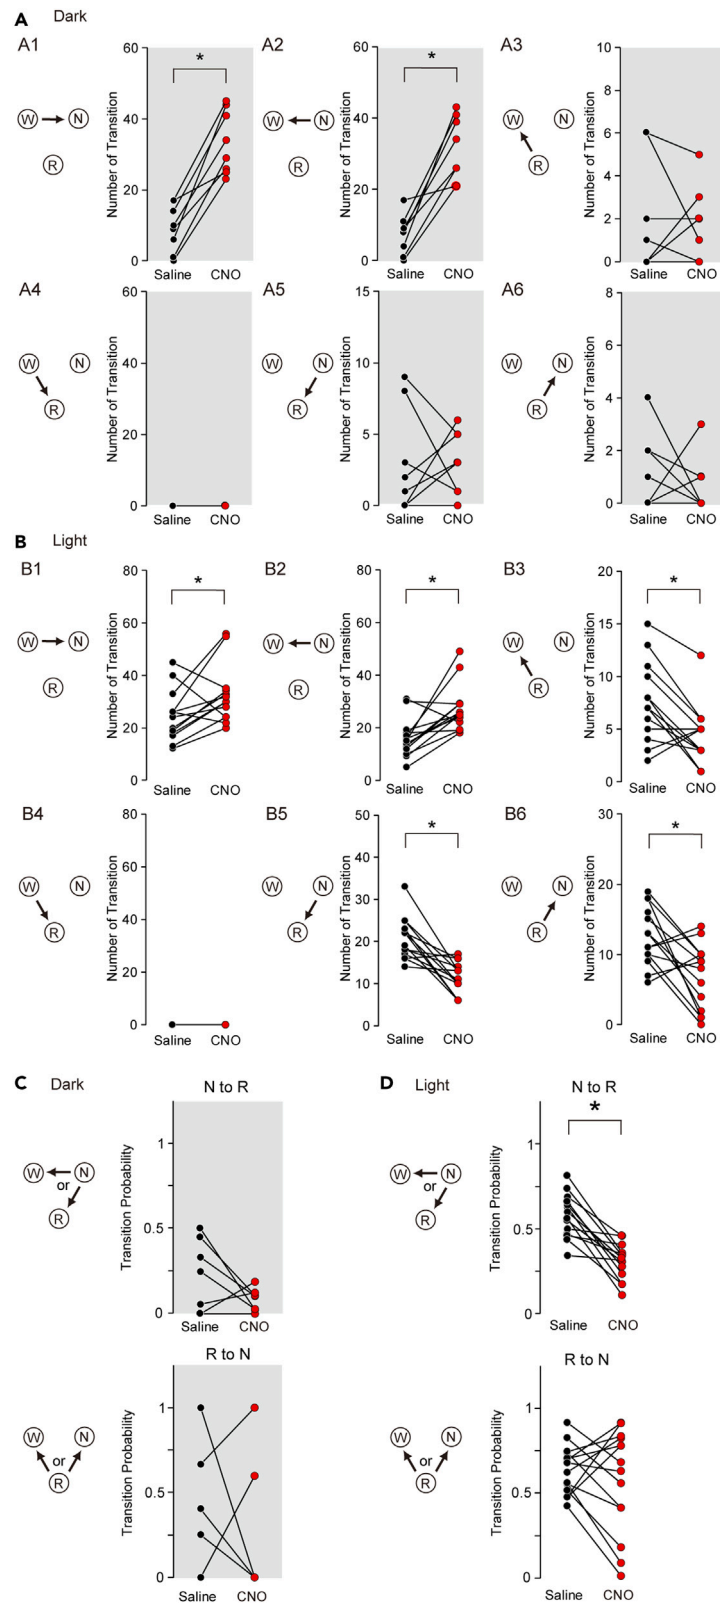 A Dark
A1
60
*
40
20
0
Number of Transition
W N
R
Saline CNO
A2
60
*
40
20
0
Number of Transition
W N
R
Saline CNO
A3
10
8
6
4
2
0
Number of Transition
W N
R
Saline CNO
A4
60
40
20
0
Number of Transition
W N
R
Saline CNO
A5
15
10
5
0
Number of Transition
W N
R
Saline CNO
A6
8
6
4
2
0
Number of Transition
W N
R
Saline CNO
B Light
B1
80
*
60
40
20
0
Number of Transition
W N
R
Saline CNO
B2
80
*
60
40
20
0
Number of Transition
W N
R
Saline CNO
B3
20
*
15
10
5
0
Number of Transition
W N
R
Saline CNO
B4
80
60
40
20
0
Number of Transition
W N
R
Saline CNO
B5
50
*
40
30
20
10
0
Number of Transition
W N
R
Saline CNO
B6
30
*
20
10
0
Number of Transition
W N
R
Saline CNO
C Dark
N to R
1
0.5
0
Transition Probability
W N
or
R
Saline CNO
R to N
1
0.5
0
Transition Probability
W or N
R
Saline CNO
D Light
N to R
*
1
0.5
0
Transition Probability
W N
or
R
Saline CNO
R to N
1
0.5
0
Transition Probability
W or N
R
Saline CNO